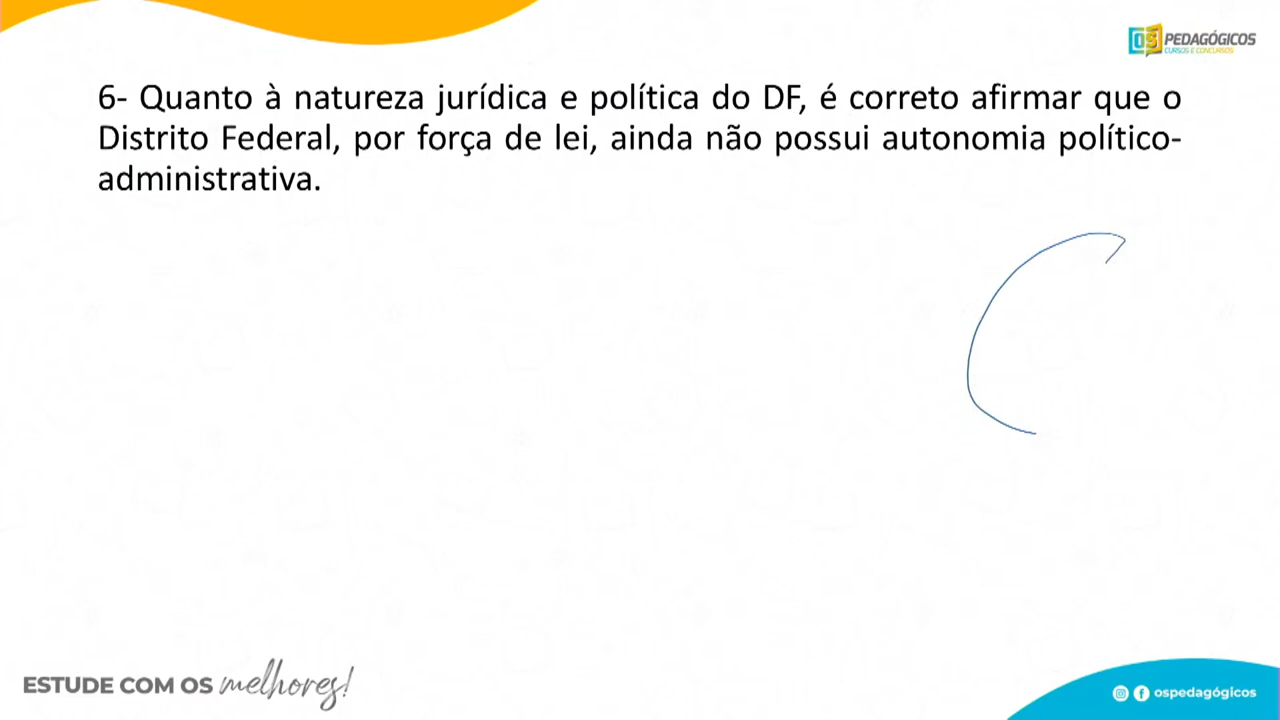 OS PEDAGÓGICOS
CURSOS E CONCURSOS
6- Quanto à natureza jurídica e política do DF, é correto afirmar que o
Distrito Federal, por força de lei, ainda não possui autonomia político-
administrativa.
ESTUDE COM OS melhores!
ospedagógicos